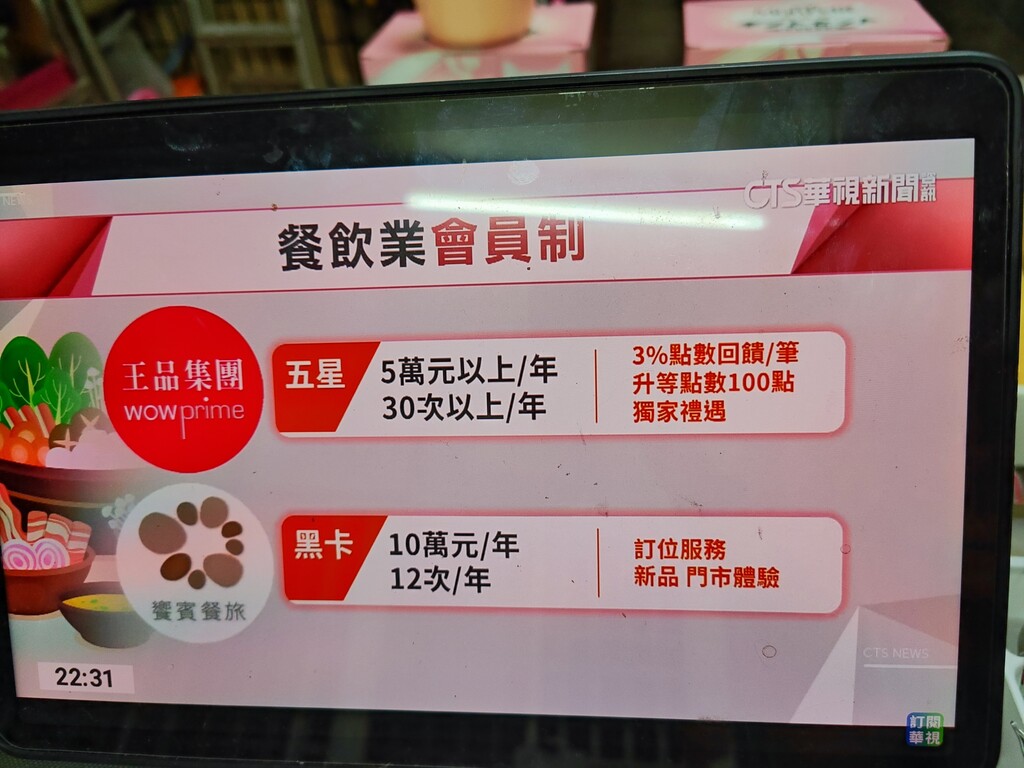 CTS華視新聞資訊
餐飲業會員制
王品集團
wowprime
五星
5萬元以上/年
30次以上/年
3%點數回饋/筆
升等點數100點
獨家禮遇
饗賓餐旅
黑卡
10萬元/年
12次/年
訂位服務
新品 門市體驗
CTS NEWS
22:31
訂閱
華視